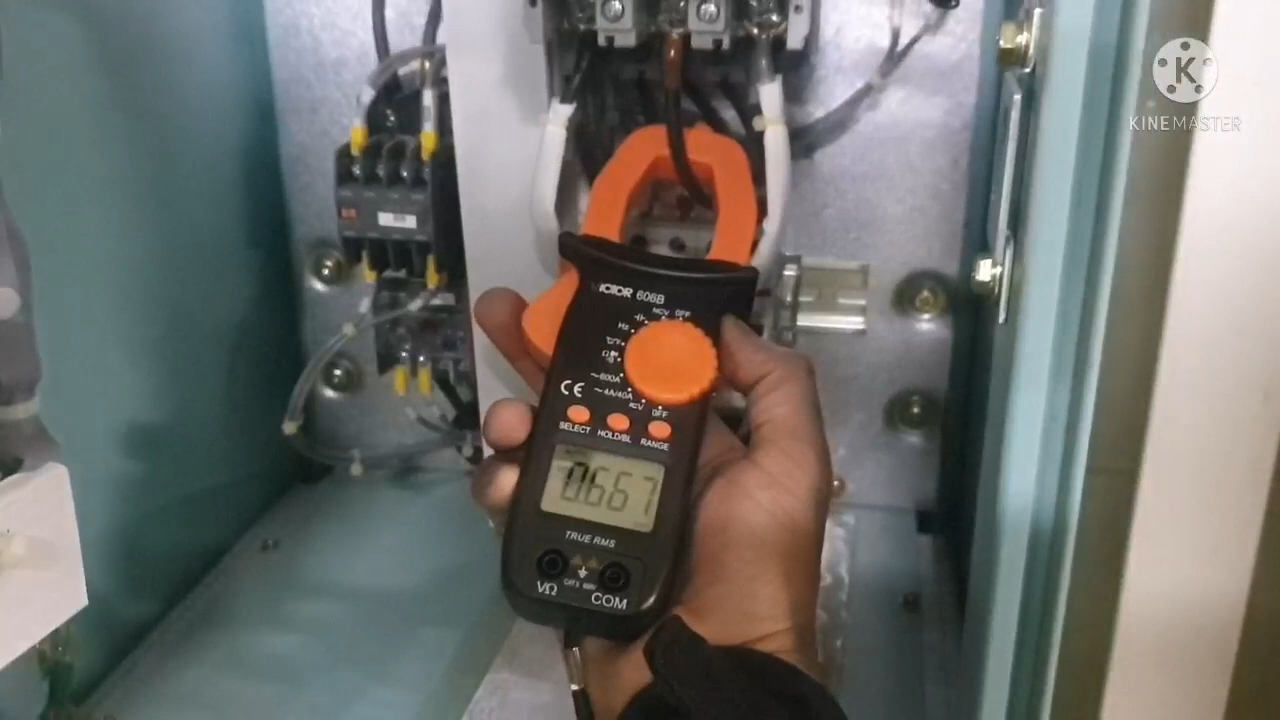 KINEMASTER
VICTOR 606B
NCV OFF
Hz
~600A
~4A/40A
OFF
CE
SELECT HOLD/BL RANGE
0.667
TRUE RMS
VΩ COM